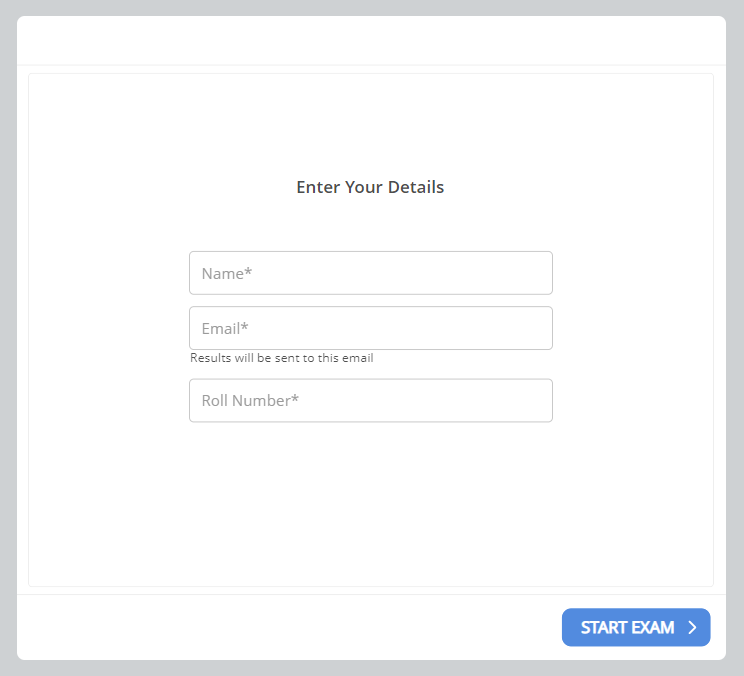 Enter Your Details
Name*
Email*
Results will be sent to this email
Roll Number*
START EXAM